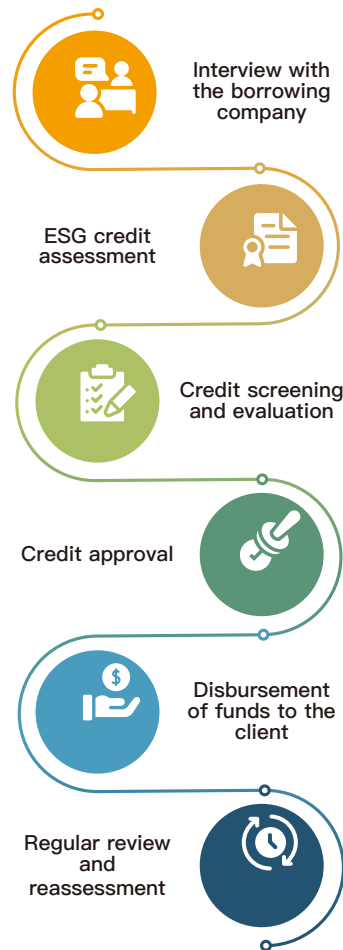 Interview with
the borrowing
company
ESG credit
assessment
Credit screening
and evaluation
Credit approval
$
Disbursement
of funds to the
client
Regular review
and
reassessment